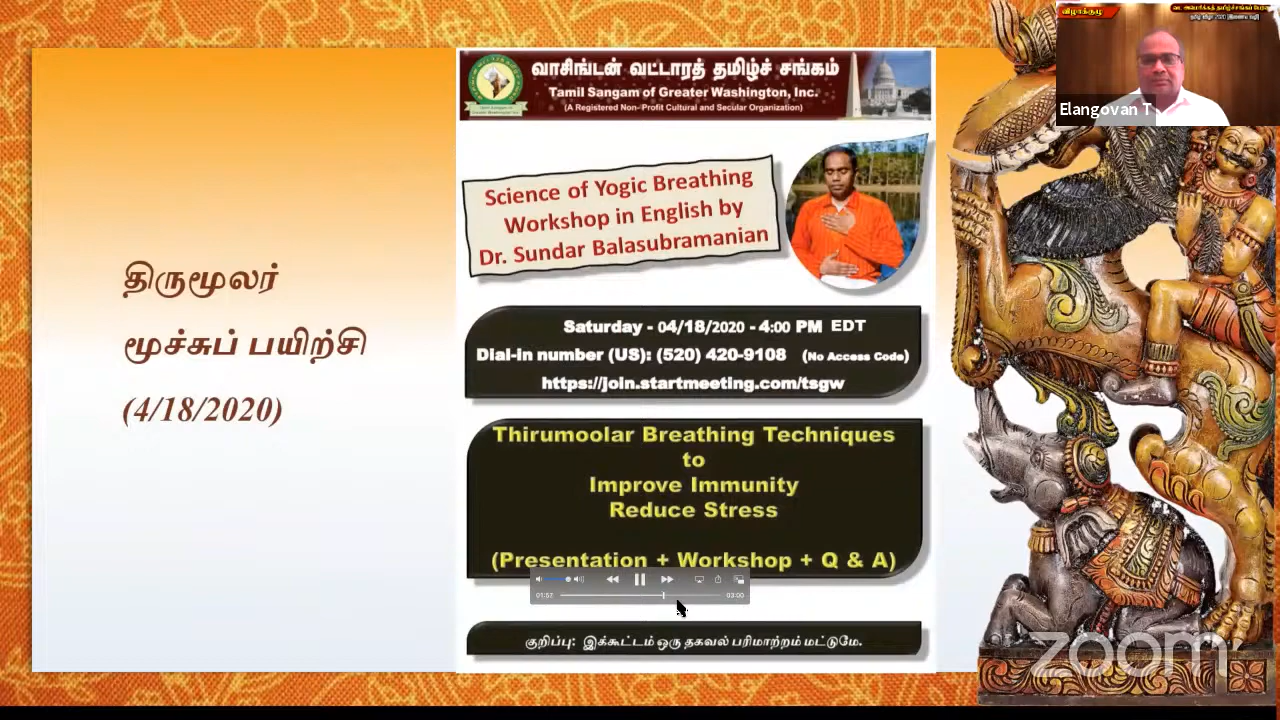 திருமூலர்
மூச்சுப் பயிற்சி
(4/18/2020)
வாசிங்டன் வட்டாரத் தமிழ்ச் சங்கம்
Tamil Sangam of Greater Washington, Inc.
(A Registered Non-Profit Cultural and Secular Organization)
Science of Yogic Breathing
Workshop in English by
Dr. Sundar Balasubramanian
Saturday - 04/18/2020 - 4:00 PM EDT
Dial-in number (US): (520) 420-9108 (No Access Code)
https://join.startmeeting.com/tsgw
Thirumoolar Breathing Techniques
to
Improve Immunity
Reduce Stress
(Presentation + Workshop + Q & A)
01:57 03:00
குறிப்பு: இக்கூட்டம் ஒரு தகவல் பரிமாற்றம் மட்டுமே.
விழாக்குழு
Elangovan T
zoom